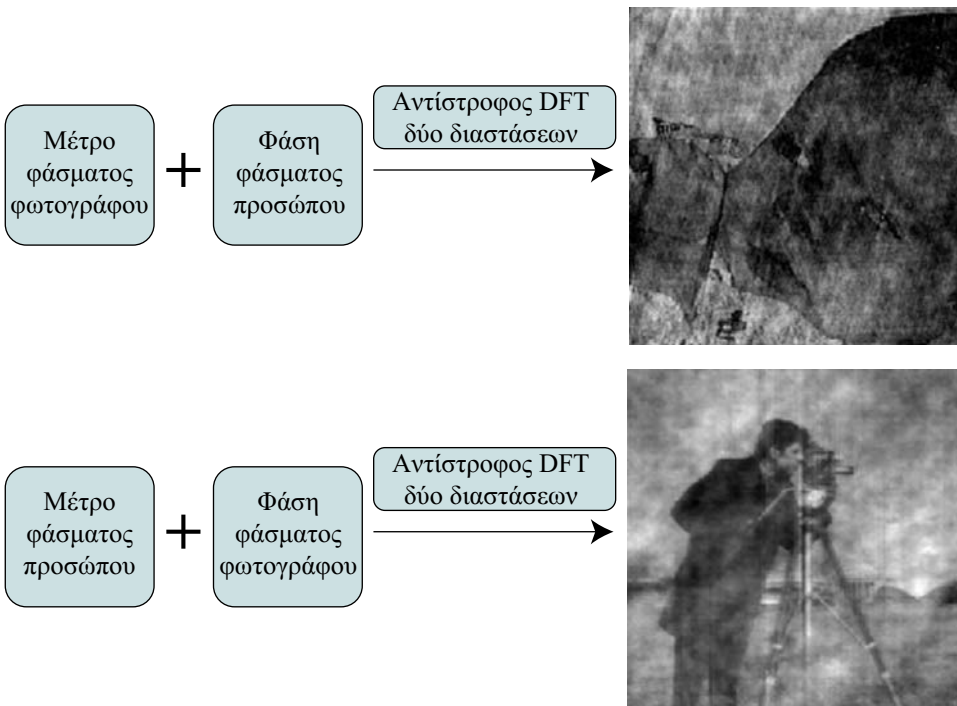 Μέτρο
φάσματος
φωτογράφου
+
Φάση
φάσματος
προσώπου
Αντίστροφος DFT
δύο διαστάσεων
Μέτρο
φάσματος
προσώπου
+
Φάση
φάσματος
φωτογράφου
Αντίστροφος DFT
δύο διαστάσεων